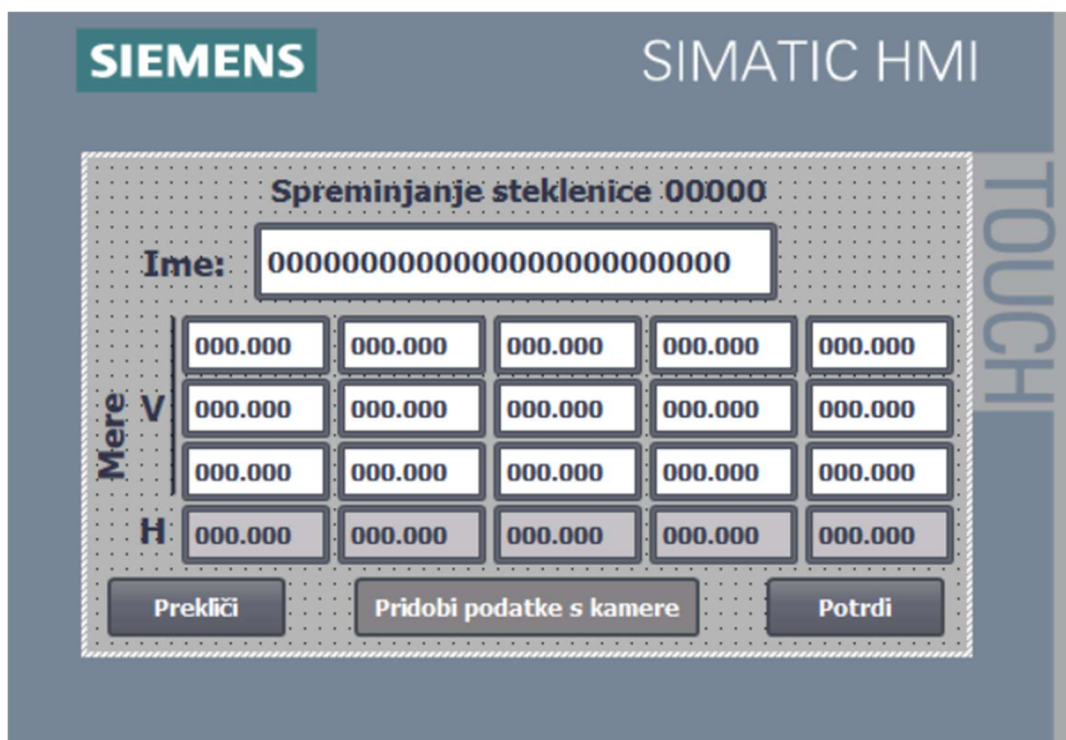 SIEMENS SIMATIC HMI
TOUCH
Spreminjanje steklenice 00000
Ime: 0000000000000000000000000
000.000 000.000 000.000 000.000 000.000
Mere V 000.000 000.000 000.000 000.000 000.000
000.000 000.000 000.000 000.000 000.000
H 000.000 000.000 000.000 000.000 000.000
Prekliči Pridobi podatke s kamere Potrdi